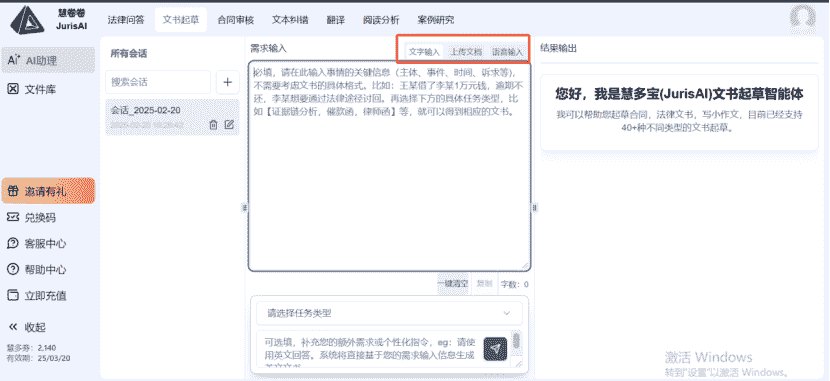 慧卷卷
JurisAI
法律问答 文书起草 合同审核 文本纠错 翻译 阅读分析 案例研究
AI助理
文件库
邀请有礼
兑换码
客服中心
帮助中心
立即充值
收起
慧多券: 2,140
有效期: 25/03/20
所有会话
搜索会话
会话_2025-02-20
2025-02-20 10:28:42
需求输入
文字输入 上传文档 语音输入
必填，请在此输入事情的关键信息（主体、事件、时间、诉求等），
不需要考虑文书的具体格式。比如：王某借了李某1万元钱，逾期不
还，李某想要通过法律途径讨回。再选择下方的具体任务类型，比
如【证据链分析，催款函，律师函】等，就可以得到相应的文书。
一键清空 复制 字数: 0
请选择任务类型
可选填，补充您的额外需求或个性化指令，eg：请使
用英文回答。系统将直接基于您的需求输入信息生成
结果输出
您好，我是慧多宝(JurisAI)文书起草智能体
我可以帮助您起草合同，法律文书，写小作文，目前已经支持
40+种不同类型的文书起草。
激活 Windows
转到"设置"以激活 Windows。